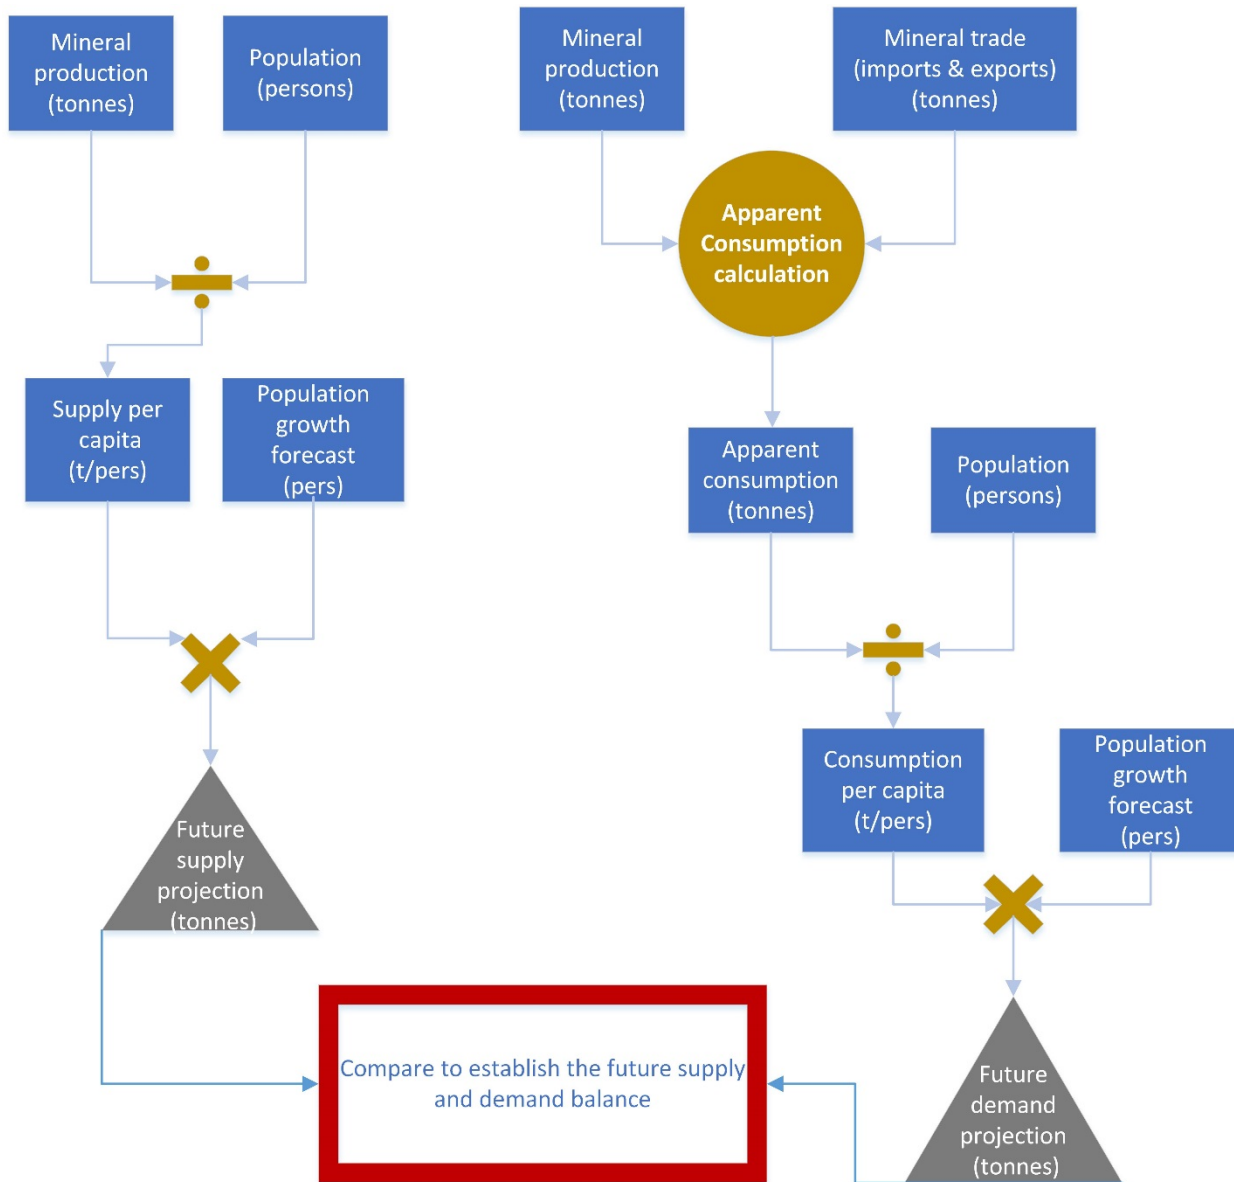 Mineral
production
(tonnes)
Population
(persons)
Mineral
production
(tonnes)
Mineral trade
(imports & exports)
(tonnes)
Apparent
Consumption
calculation
Supply per
capita
(t/pers)
Population
growth
forecast
(pers)
Apparent
consumption
(tonnes)
Population
(persons)
Consumption
per capita
(t/pers)
Population
growth
forecast
(pers)
Future
supply
projection
(tonnes)
Compare to establish the future supply
and demand balance
Future
demand
projection
(tonnes)